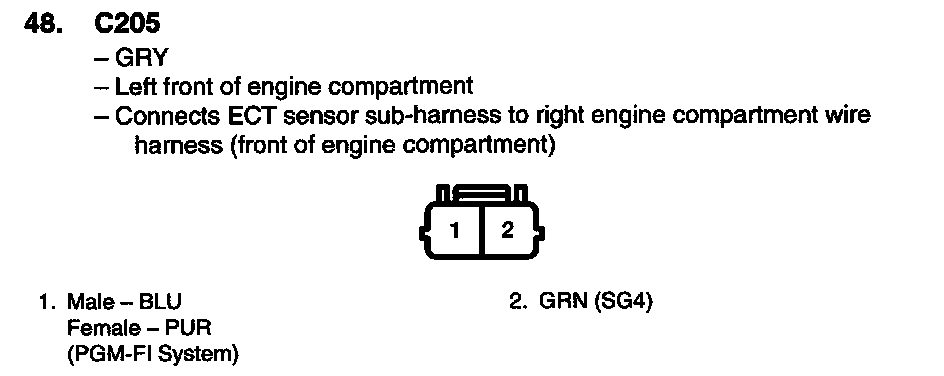 48. C205
– GRY
– Left front of engine compartment
– Connects ECT sensor sub-harness to right engine compartment wire
harness (front of engine compartment)
1 2
1. Male – BLU
Female – PUR
(PGM-FI System)
2. GRN (SG4)